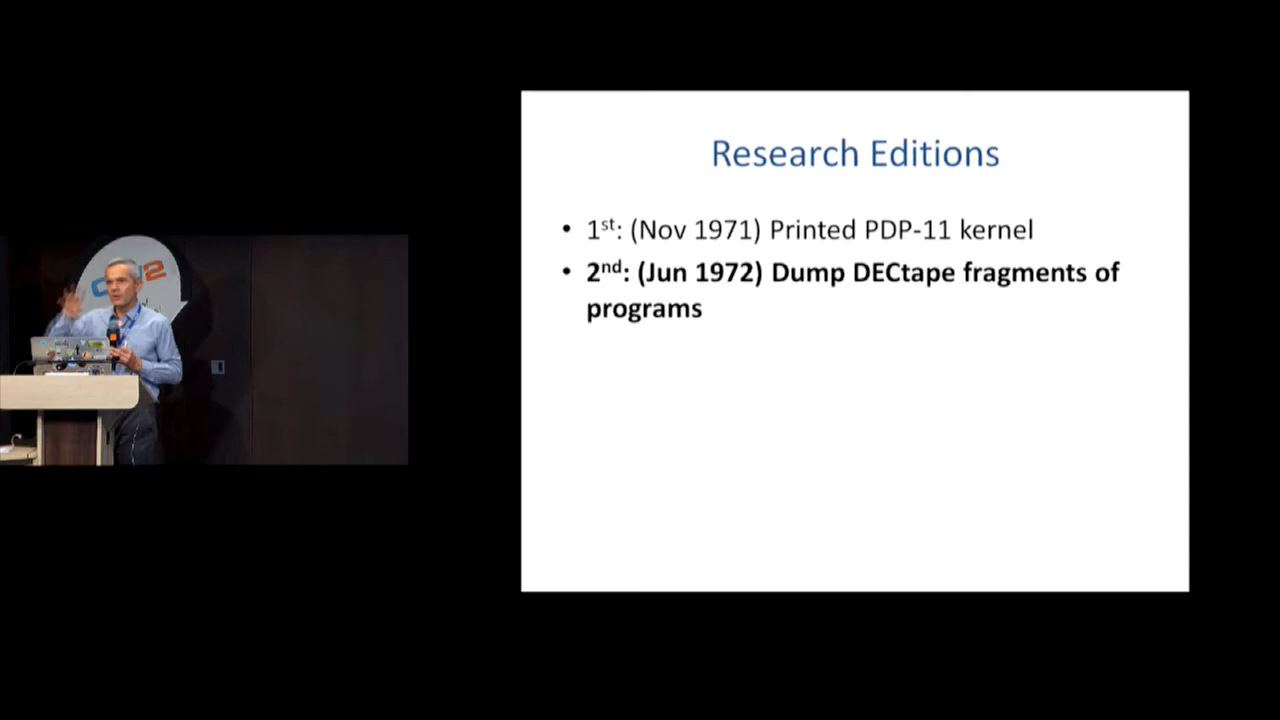 Research Editions
• 1st: (Nov 1971) Printed PDP-11 kernel
• 2nd: (Jun 1972) Dump DECtape fragments of
programs